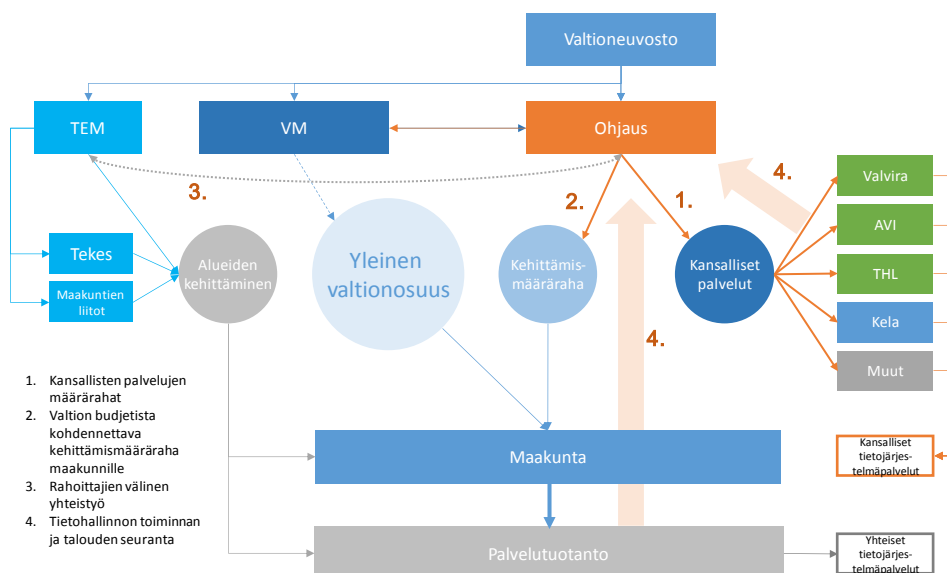 Valtioneuvosto
TEM
VM
Ohjaus
3.
2.
1.
4.
Valvira
AVI
THL
Kela
Muut
Tekes
Maakuntien
liitot
Alueiden
kehittäminen
Yleinen
valtionosuus
Kehittämis-
määräraha
Kansalliset
palvelut
4.
1. Kansallisten palvelujen
määrärahat
2. Valtion budjetista
kohdennettava
kehittämismääräraha
maakunnille
3. Rahoittajien välinen
yhteistyö
4. Tietohallinnon toiminnan
ja talouden seuranta
Maakunta
Kansalliset
tietojärjes-
telmäpalvelut
Palvelutuotanto
Yhteiset
tietojärjes-
telmäpalvelut